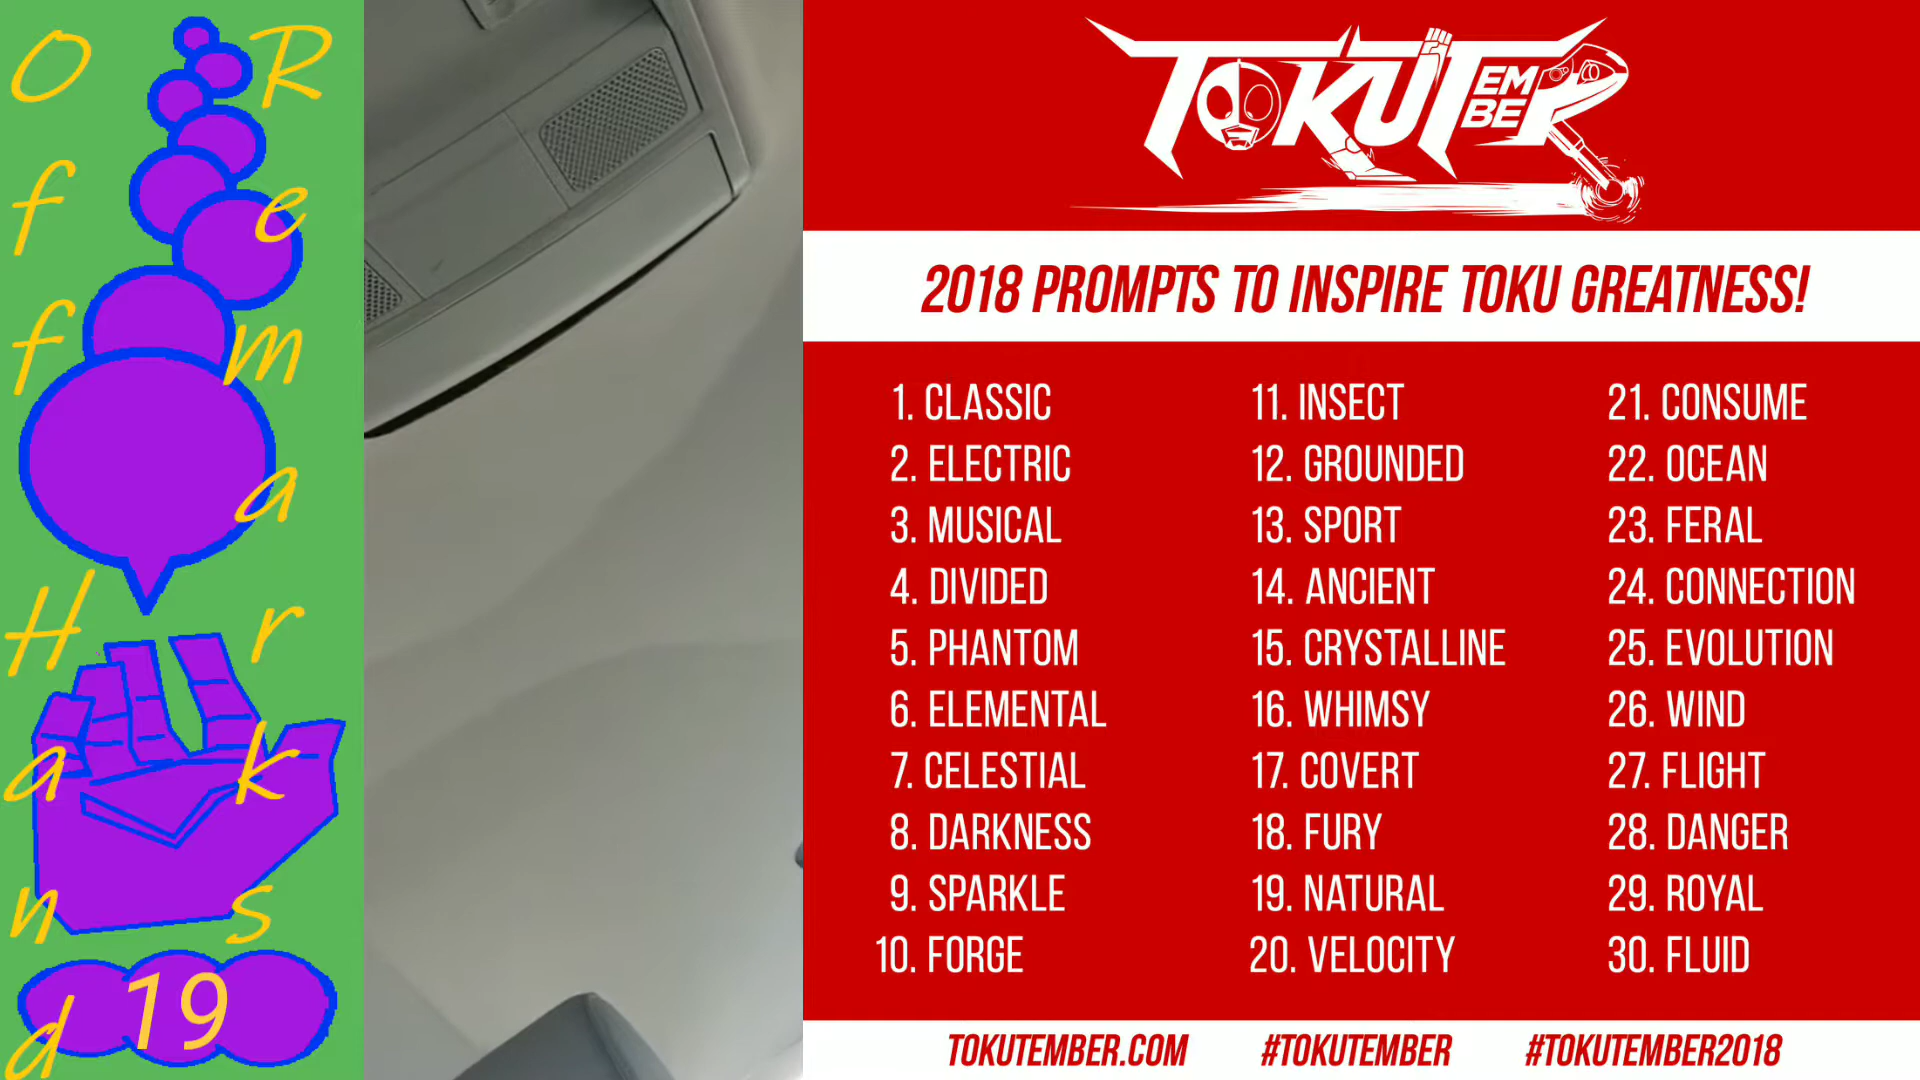 Off Hand
Remarks
19
TOKUTEMBER
2018 PROMPTS TO INSPIRE TOKU GREATNESS!
1. CLASSIC
2. ELECTRIC
3. MUSICAL
4. DIVIDED
5. PHANTOM
6. ELEMENTAL
7. CELESTIAL
8. DARKNESS
9. SPARKLE
10. FORGE
11. INSECT
12. GROUNDED
13. SPORT
14. ANCIENT
15. CRYSTALLINE
16. WHIMSY
17. COVERT
18. FURY
19. NATURAL
20. VELOCITY
21. CONSUME
22. OCEAN
23. FERAL
24. CONNECTION
25. EVOLUTION
26. WIND
27. FLIGHT
28. DANGER
29. ROYAL
30. FLUID
TOKUTEMBER.COM #TOKUTEMBER #TOKUTEMBER2018